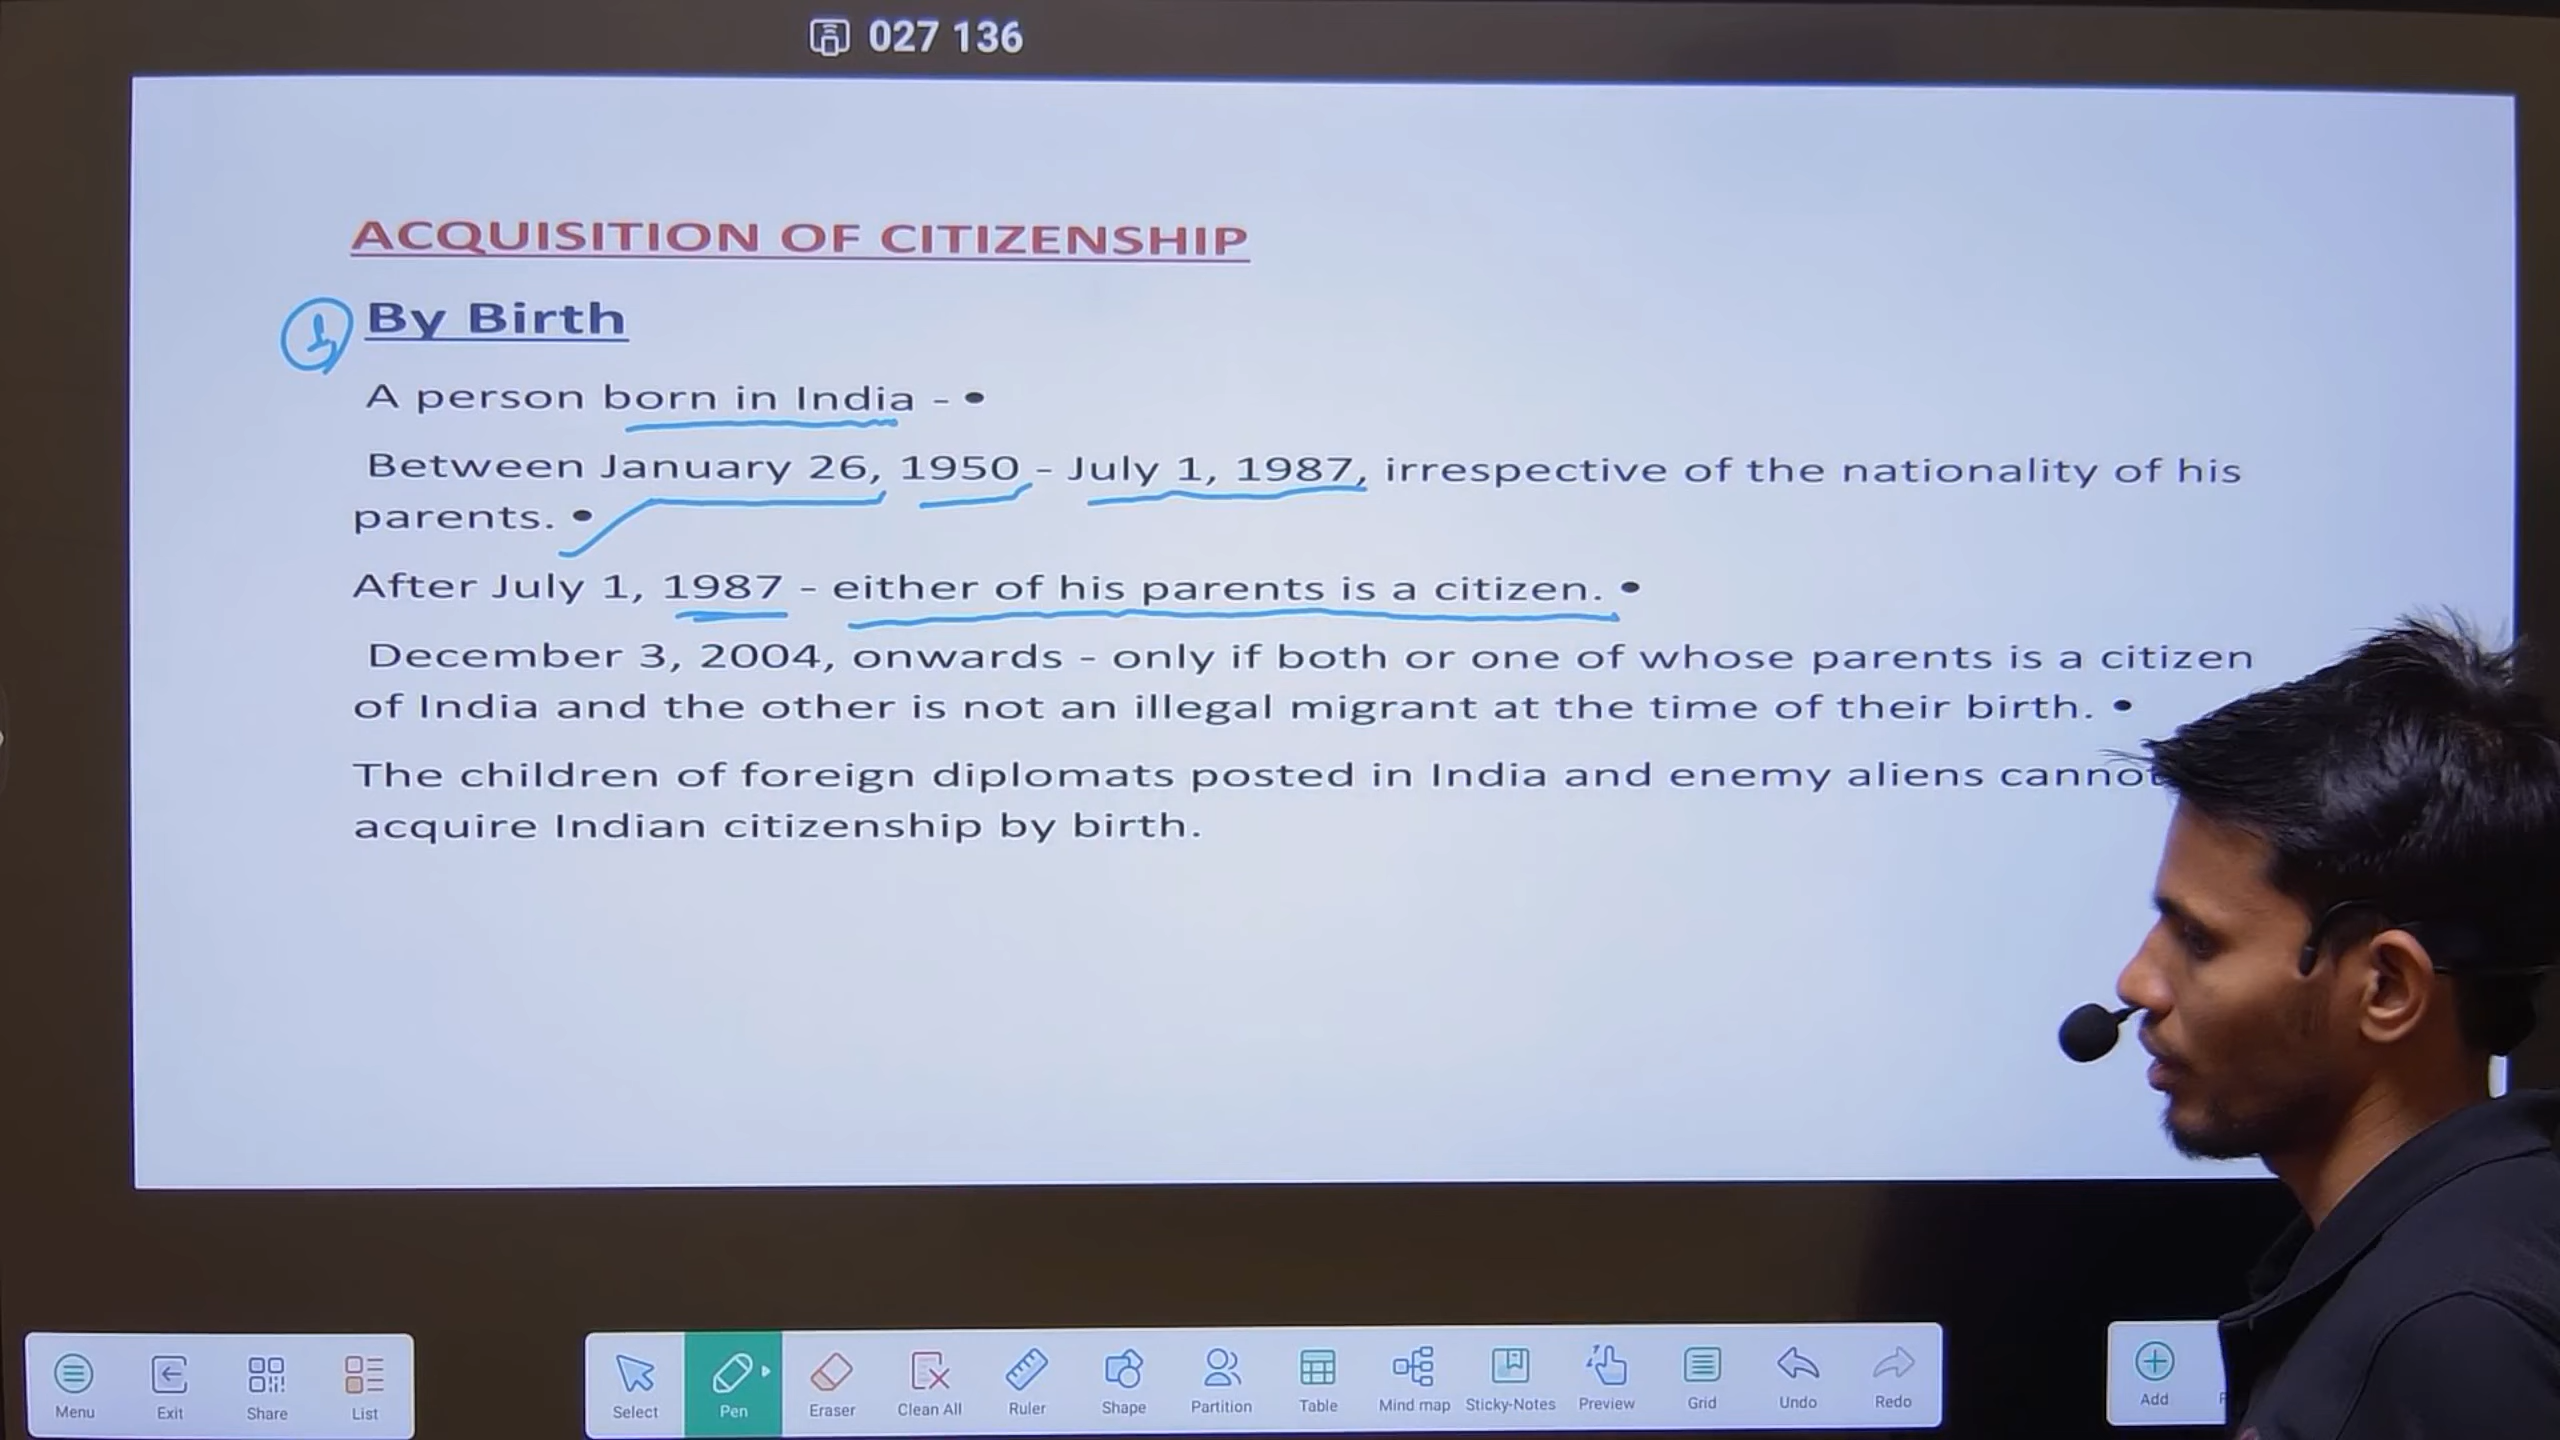 027 136
ACQUISITION OF CITIZENSHIP
1 By Birth
A person born in India - •
Between January 26, 1950 - July 1, 1987, irrespective of the nationality of his
parents. •
After July 1, 1987 - either of his parents is a citizen. •
December 3, 2004, onwards - only if both or one of whose parents is a citizen
of India and the other is not an illegal migrant at the time of their birth. •
The children of foreign diplomats posted in India and enemy aliens cannot
acquire Indian citizenship by birth.
Menu Exit Share List Select Pen Eraser Clean All Ruler Shape Partition Table Mind map Sticky-Notes Preview Grid Undo Redo Add